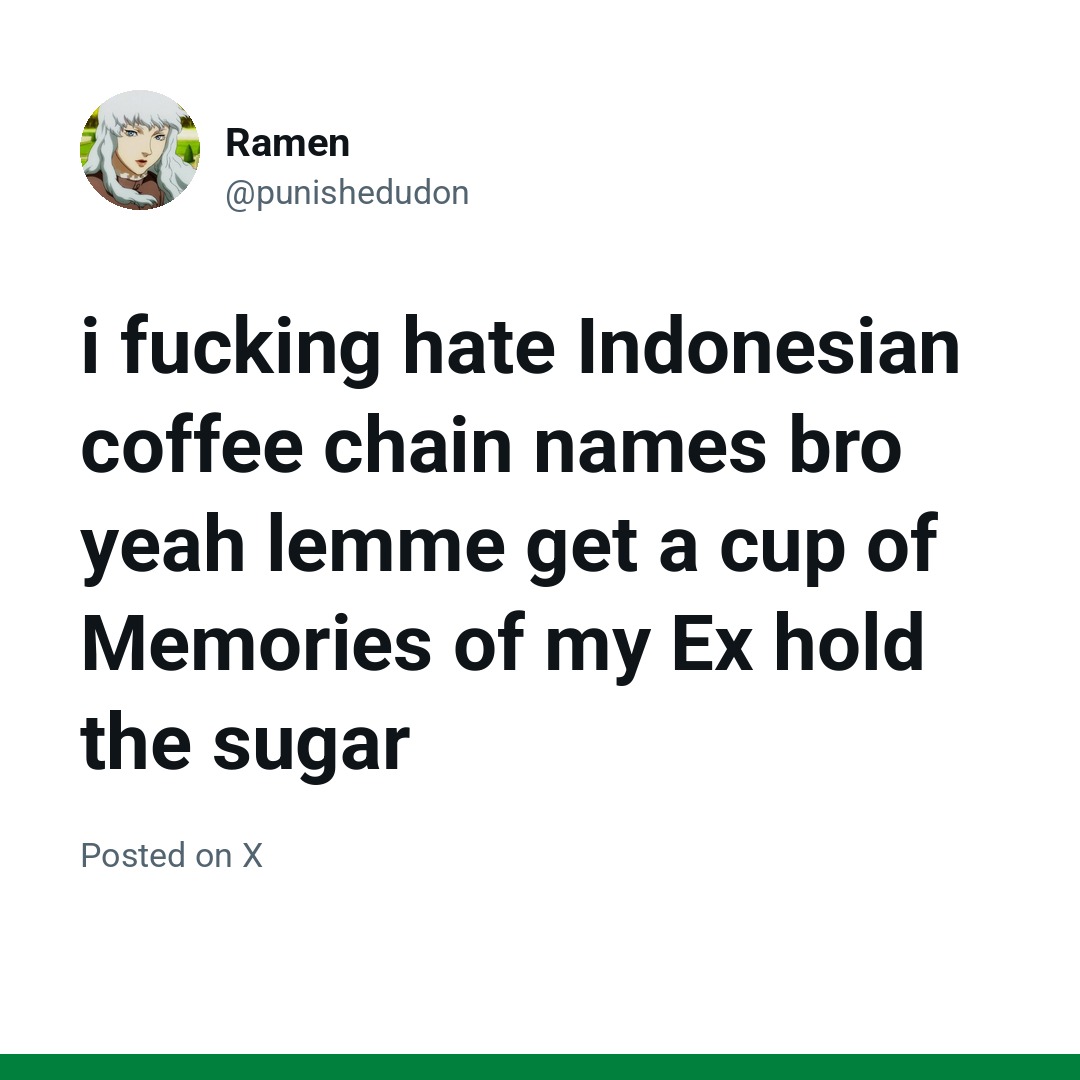 Ramen
@punishedudon
i fucking hate Indonesian
coffee chain names bro
yeah lemme get a cup of
Memories of my Ex hold
the sugar
Posted on X